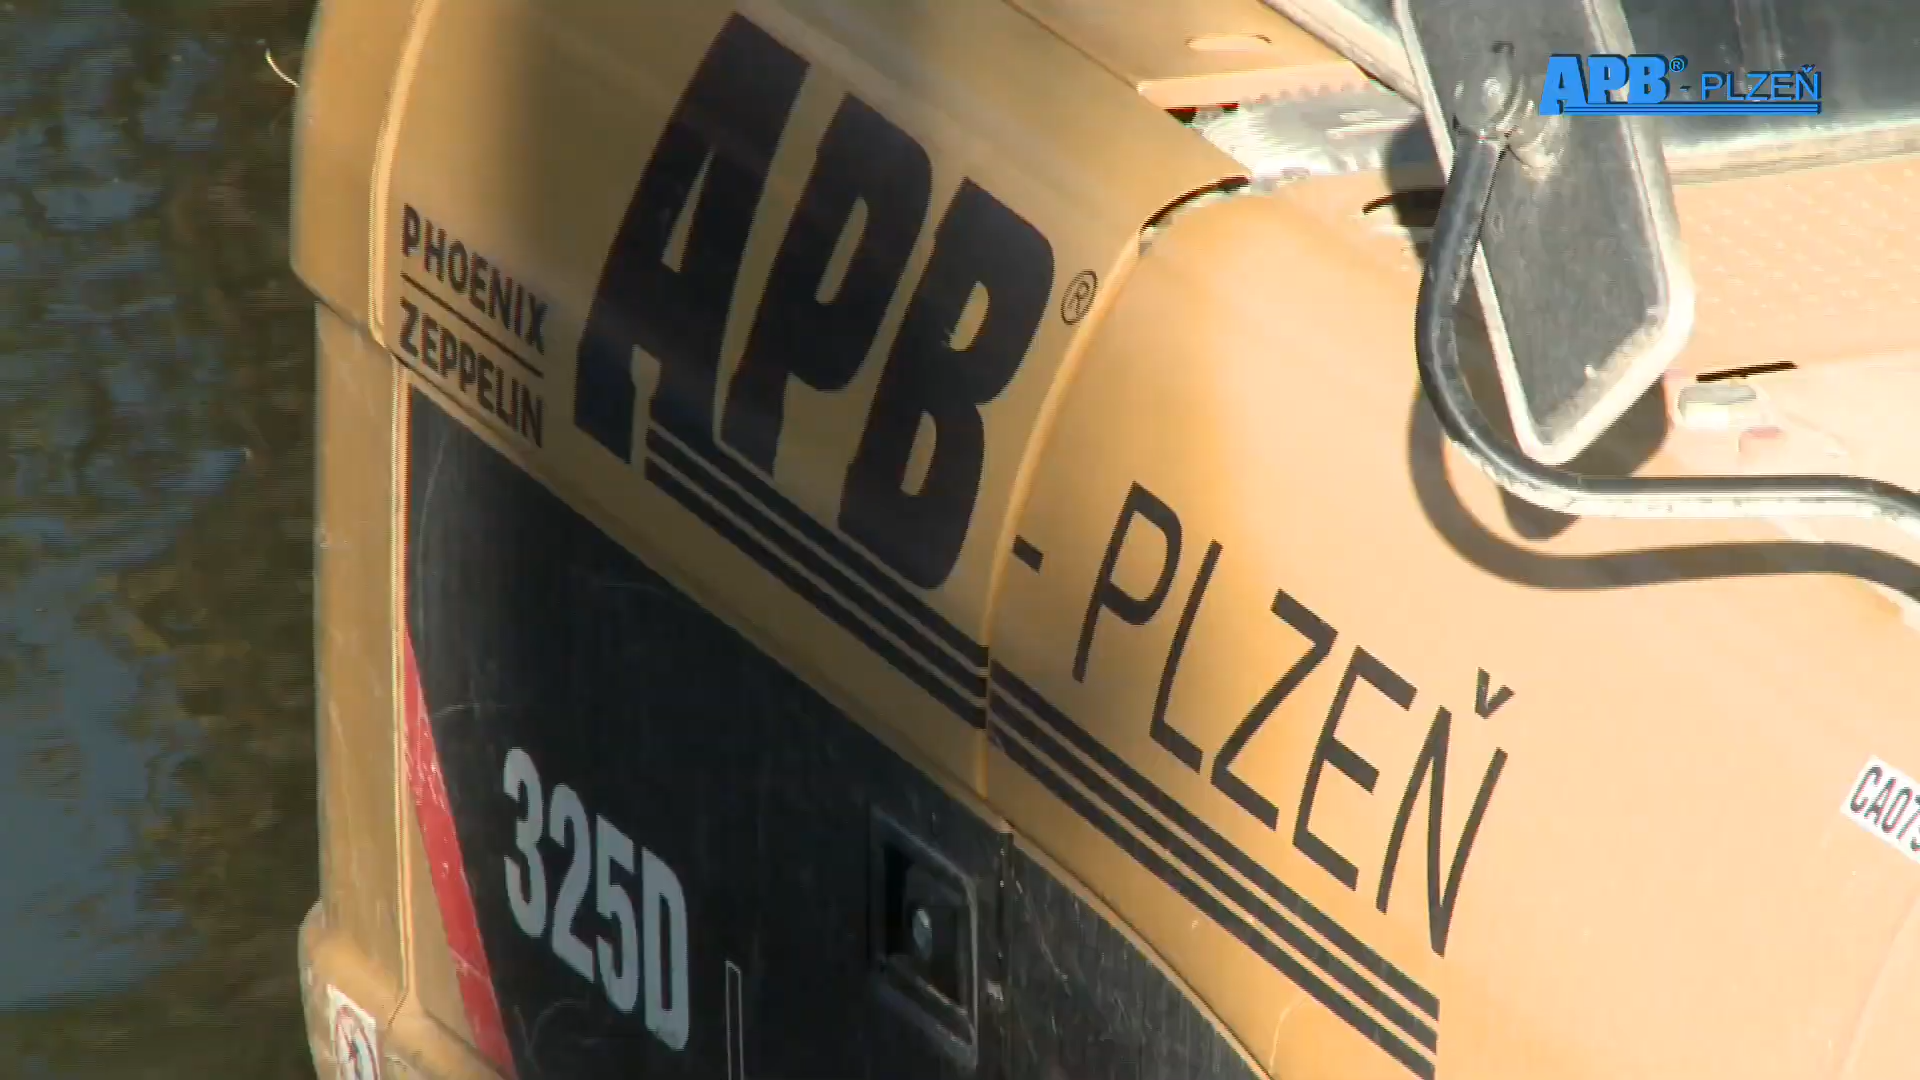 APB® - PLZEŇ
PHOENIX
ZEPPELIN
APB® - PLZEŇ
325D